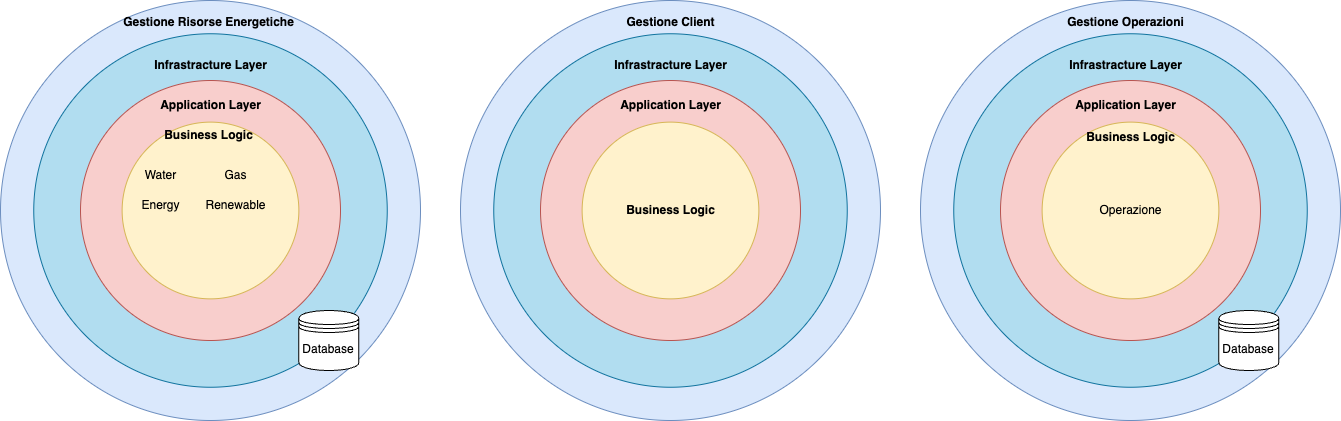 Gestione Risorse Energetiche
Infrastracture Layer
Application Layer
Business Logic
Water
Gas
Energy
Renewable
Database
Gestione Client
Infrastracture Layer
Application Layer
Business Logic
Gestione Operazioni
Infrastracture Layer
Application Layer
Business Logic
Operazione
Database